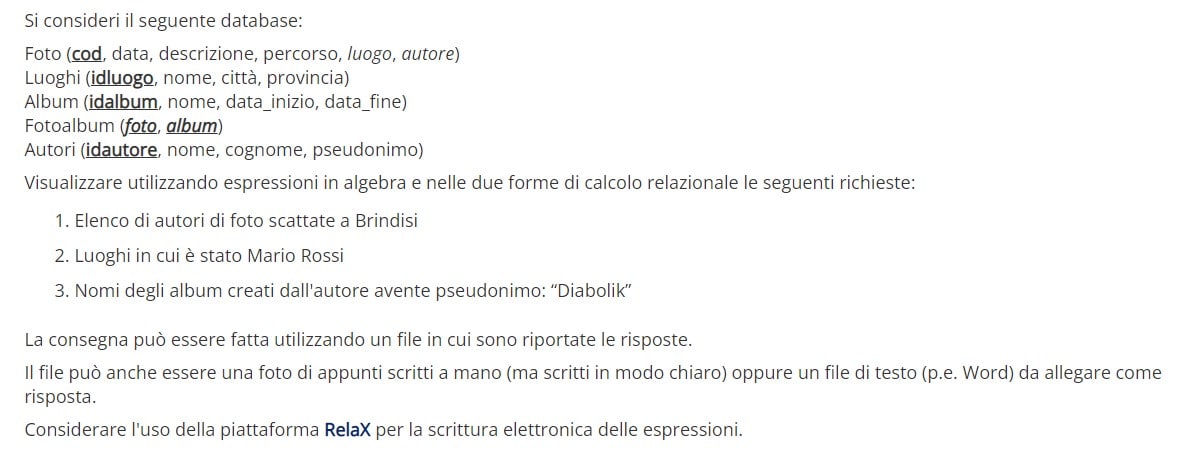 Si consideri il seguente database:
Foto (cod, data, descrizione, percorso, luogo, autore)
Luoghi (idluogo, nome, città, provincia)
Album (idalbum, nome, data_inizio, data_fine)
Fotoalbum (foto, album)
Autori (idautore, nome, cognome, pseudonimo)
Visualizzare utilizzando espressioni in algebra e nelle due forme di calcolo relazionale le seguenti richieste:
1. Elenco di autori di foto scattate a Brindisi
2. Luoghi in cui è stato Mario Rossi
3. Nomi degli album creati dall'autore avente pseudonimo: “Diabolik”
La consegna può essere fatta utilizzando un file in cui sono riportate le risposte.
Il file può anche essere una foto di appunti scritti a mano (ma scritti in modo chiaro) oppure un file di testo (p.e. Word) da allegare come
risposta.
Considerare l'uso della piattaforma RelaX per la scrittura elettronica delle espressioni.